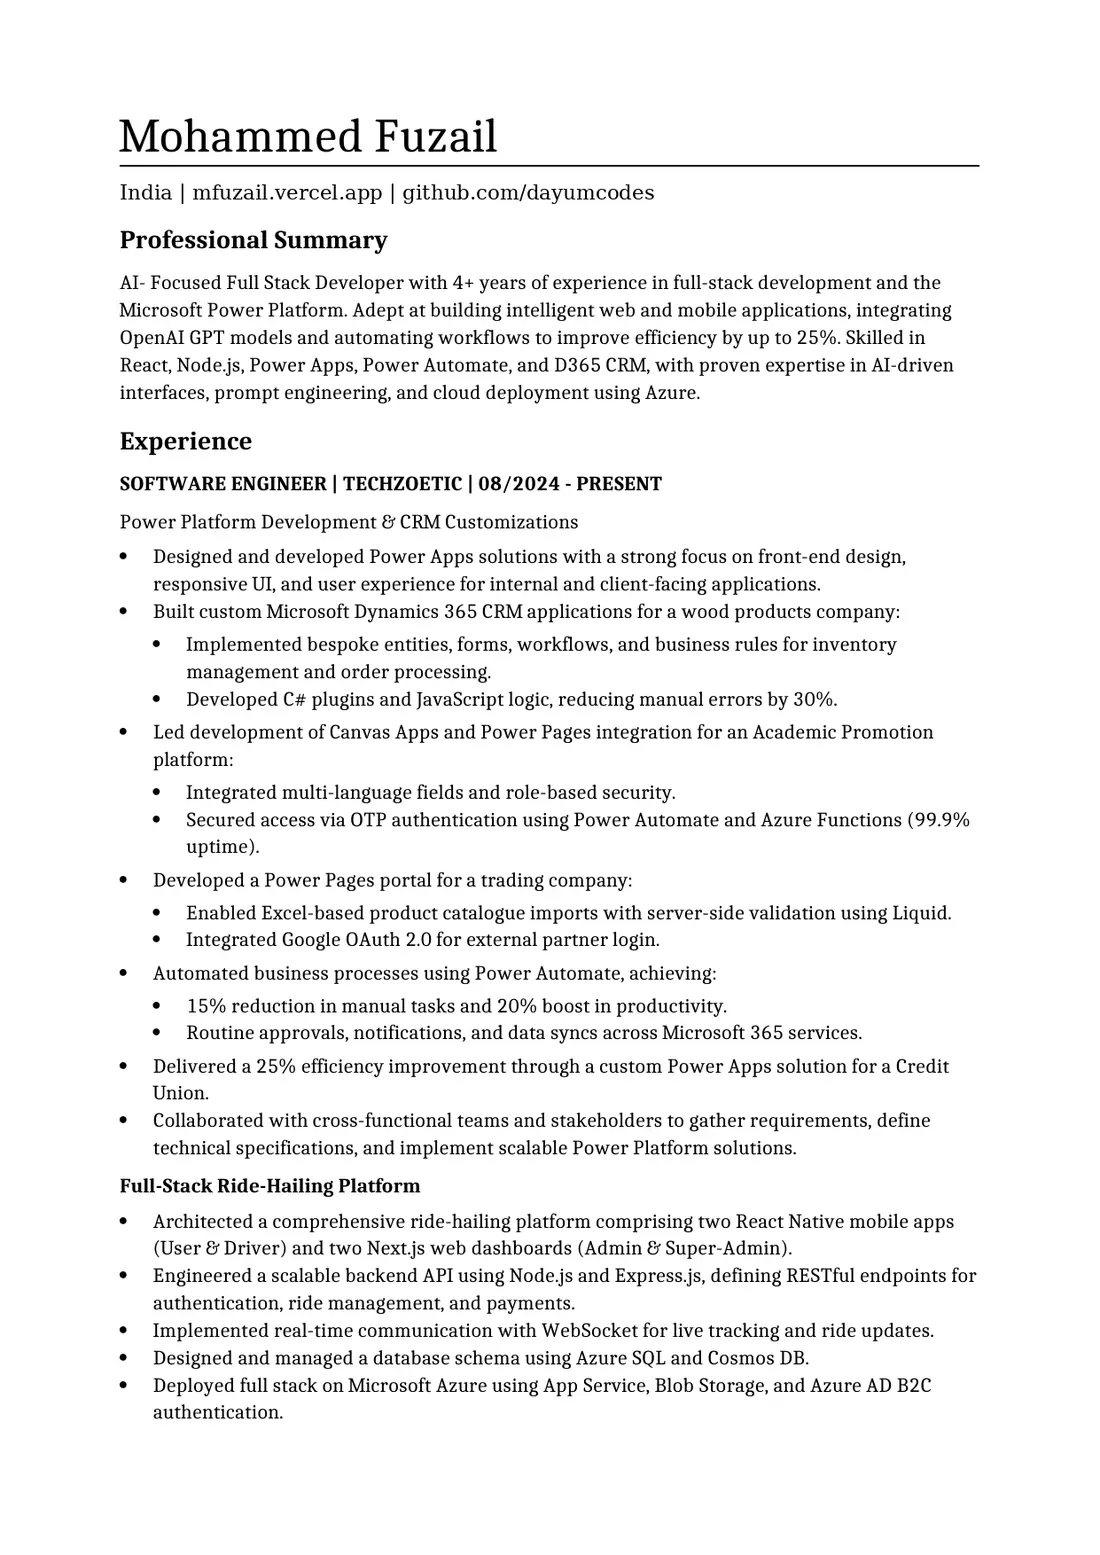 Mohammed Fuzail
India | mfuzail.vercel.app | github.com/dayumcodes
Professional Summary
AI- Focused Full Stack Developer with 4+ years of experience in full-stack development and the
Microsoft Power Platform. Adept at building intelligent web and mobile applications, integrating
OpenAI GPT models and automating workflows to improve efficiency by up to 25%. Skilled in
React, Node.js, Power Apps, Power Automate, and D365 CRM, with proven expertise in AI-driven
interfaces, prompt engineering, and cloud deployment using Azure.
Experience
SOFTWARE ENGINEER | TECHZOETIC | 08/2024 - PRESENT
Power Platform Development & CRM Customizations
• Designed and developed Power Apps solutions with a strong focus on front-end design,
responsive UI, and user experience for internal and client-facing applications.
• Built custom Microsoft Dynamics 365 CRM applications for a wood products company:
• Implemented bespoke entities, forms, workflows, and business rules for inventory
management and order processing.
• Developed C# plugins and JavaScript logic, reducing manual errors by 30%.
• Led development of Canvas Apps and Power Pages integration for an Academic Promotion
platform:
• Integrated multi-language fields and role-based security.
• Secured access via OTP authentication using Power Automate and Azure Functions (99.9%
uptime).
• Developed a Power Pages portal for a trading company:
• Enabled Excel-based product catalogue imports with server-side validation using Liquid.
• Integrated Google OAuth 2.0 for external partner login.
• Automated business processes using Power Automate, achieving:
• 15% reduction in manual tasks and 20% boost in productivity.
• Routine approvals, notifications, and data syncs across Microsoft 365 services.
• Delivered a 25% efficiency improvement through a custom Power Apps solution for a Credit
Union.
• Collaborated with cross-functional teams and stakeholders to gather requirements, define
technical specifications, and implement scalable Power Platform solutions.
Full-Stack Ride-Hailing Platform
• Architected a comprehensive ride-hailing platform comprising two React Native mobile apps
(User & Driver) and two Next.js web dashboards (Admin & Super-Admin).
• Engineered a scalable backend API using Node.js and Express.js, defining RESTful endpoints for
authentication, ride management, and payments.
• Implemented real-time communication with WebSocket for live tracking and ride updates.
• Designed and managed a database schema using Azure SQL and Cosmos DB.
• Deployed full stack on Microsoft Azure using App Service, Blob Storage, and Azure AD B2C
authentication.